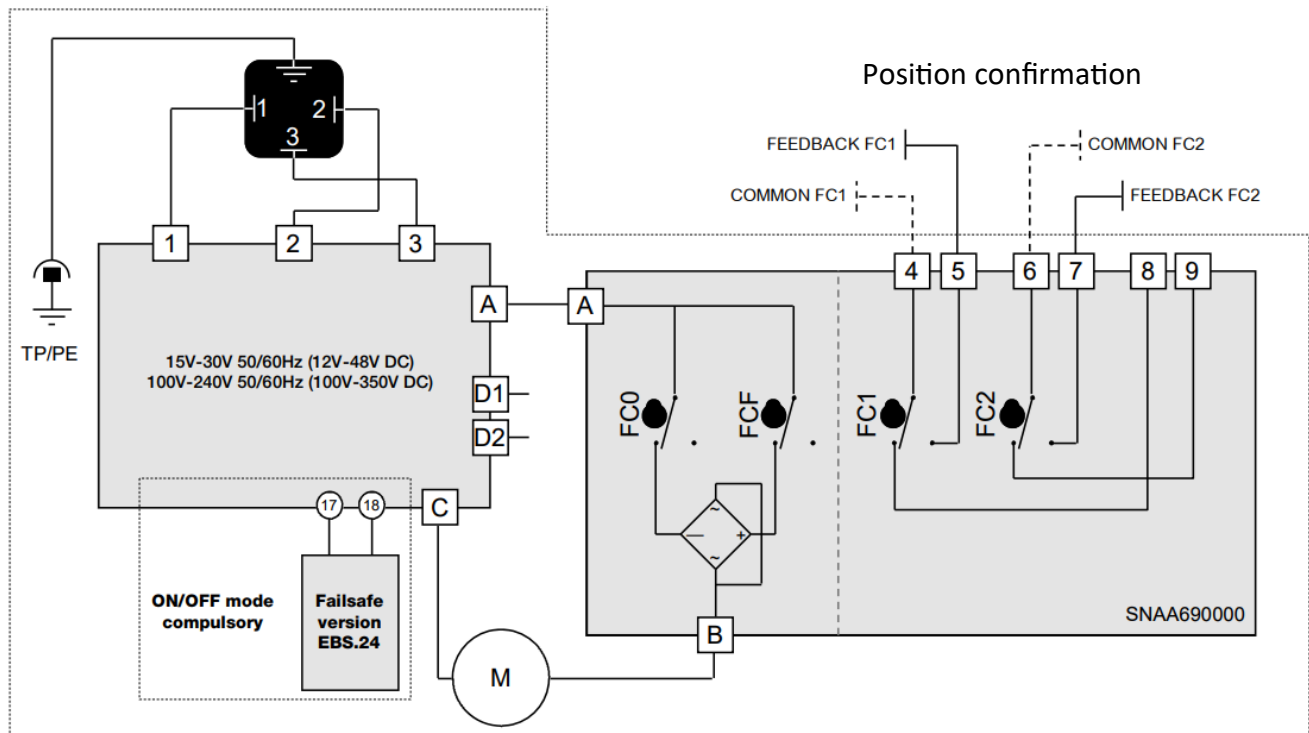 Position confirmation
1
2
3
FEEDBACK FC1
COMMON FC2
COMMON FC1
FEEDBACK FC2
1
2
3
4
5
6
7
8
9
TP/PE
A
A
15V-30V 50/60Hz (12V-48V DC)
100V-240V 50/60Hz (100V-350V DC)
D1
D2
FC0
FCF
FC1
FC2
~
—
+
~
17
18
C
ON/OFF mode
compulsory
Failsafe
version
EBS.24
SNAA690000
B
M